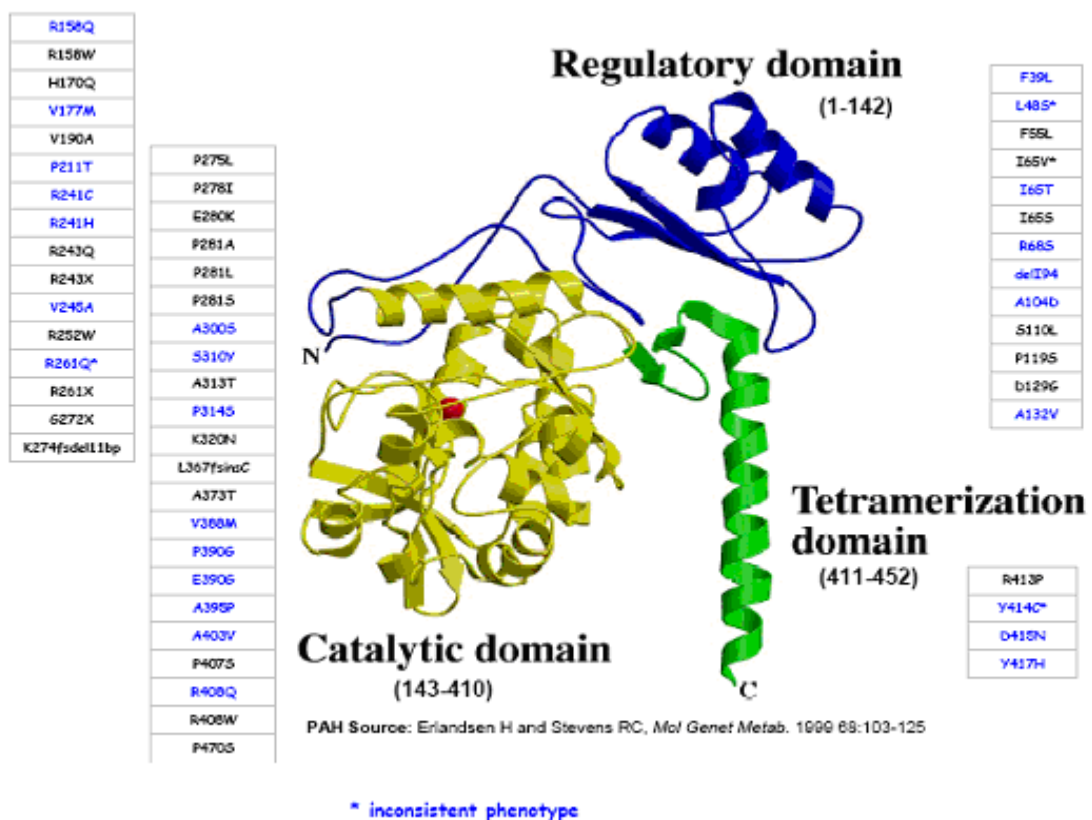 R158Q
R158W
H170Q
V177M
V190A
P211T
R241C
R241H
R243Q
R243X
V245A
R252W
R261Q*
R261X
G272X
K274fsdel11bp
P275L
P278I
E280K
P281A
P281L
P281S
A300S
S310Y
A313T
P314S
K320N
L367fsinsC
A373T
V388M
P390G
E390G
A395P
A403V
P407S
R408Q
R408W
P470S
Regulatory domain
(1-142)
N
Catalytic domain
(143-410)
Tetramerization
domain
(411-452)
C
F39L
L48S*
F55L
I65V*
I65T
I65S
R68S
delI94
A104D
S110L
P119S
D129G
A132V
R413P
Y414C*
D415N
Y417H
PAH Source: Erlandsen H and Stevens RC, Mol Genet Metab. 1999 68:103-125
* inconsistent phenotype